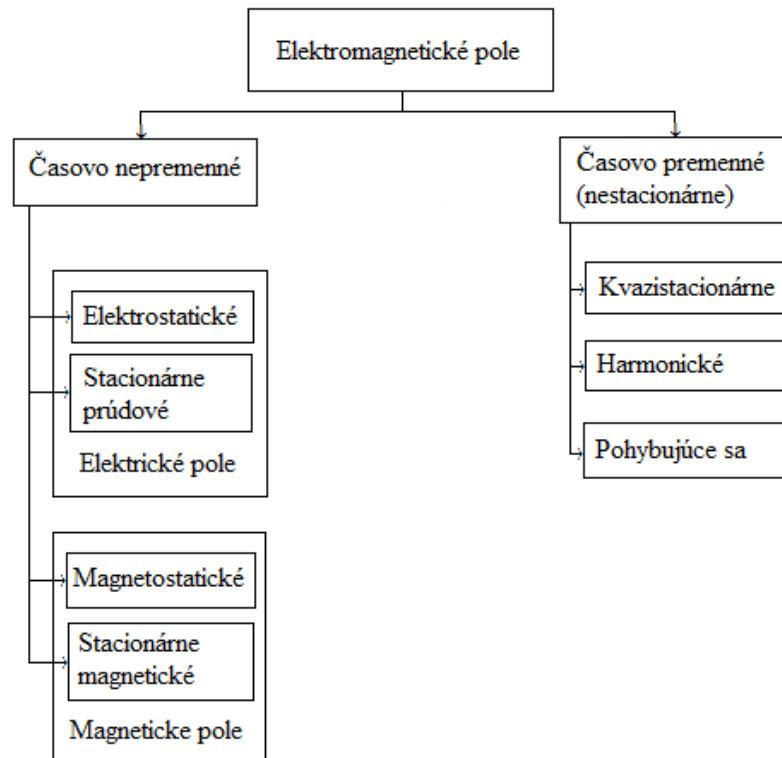 Elektromagnetické pole
Časovo nepremenné
Elektrostatické
Stacionárne
prúdové
Elektrické pole
Magnetostatické
Stacionárne
magnetické
Magneticke pole
Časovo premenné
(nestacionárne)
Kvazistacionárne
Harmonické
Pohybujúce sa